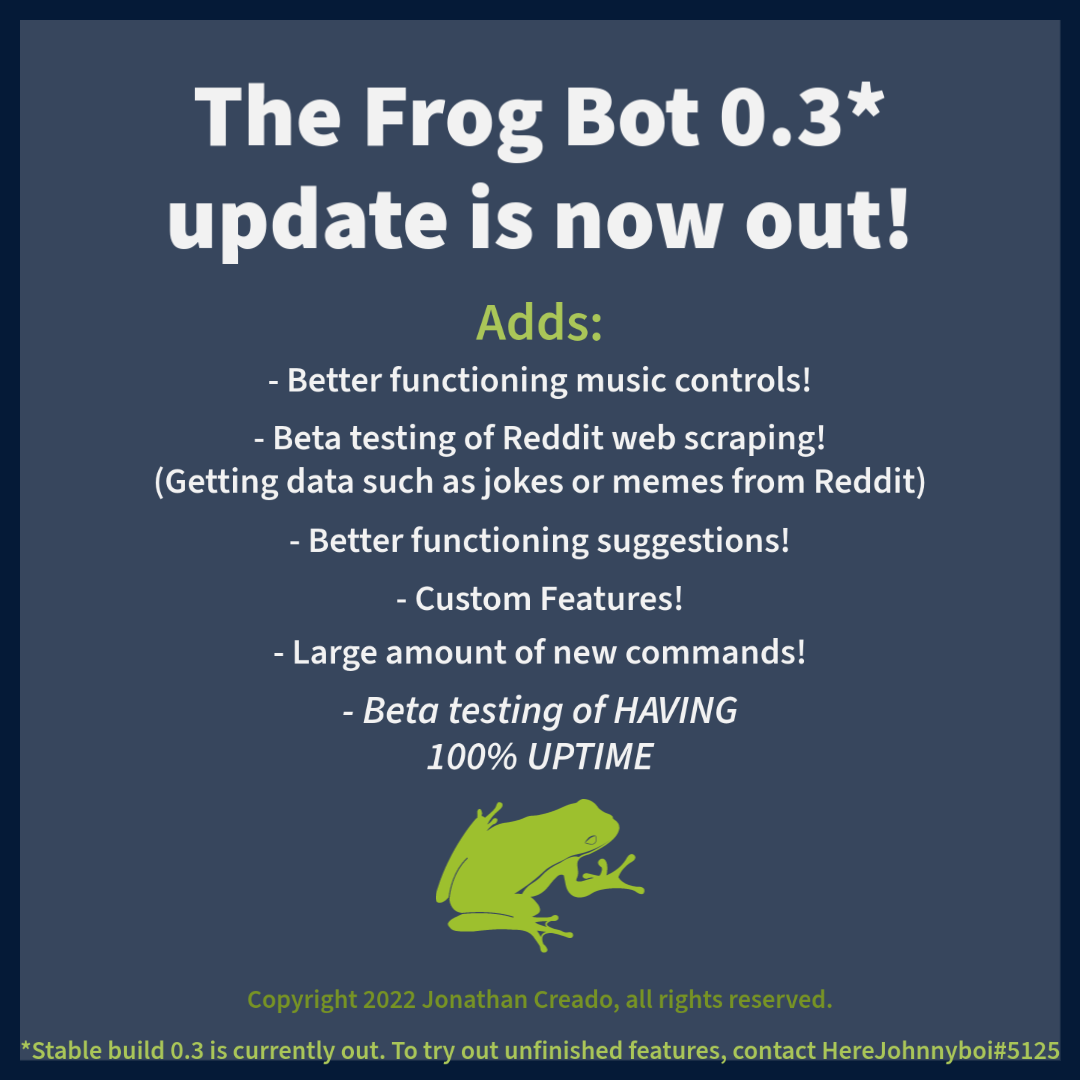 The Frog Bot 0.3*
update is now out!
Adds:
- Better functioning music controls!
- Beta testing of Reddit web scraping!
(Getting data such as jokes or memes from Reddit)
- Better functioning suggestions!
- Custom Features!
- Large amount of new commands!
- Beta testing of HAVING
100% UPTIME
Copyright 2022 Jonathan Creado, all rights reserved.
*Stable build 0.3 is currently out. To try out unfinished features, contact HereJohnnyboi#5125